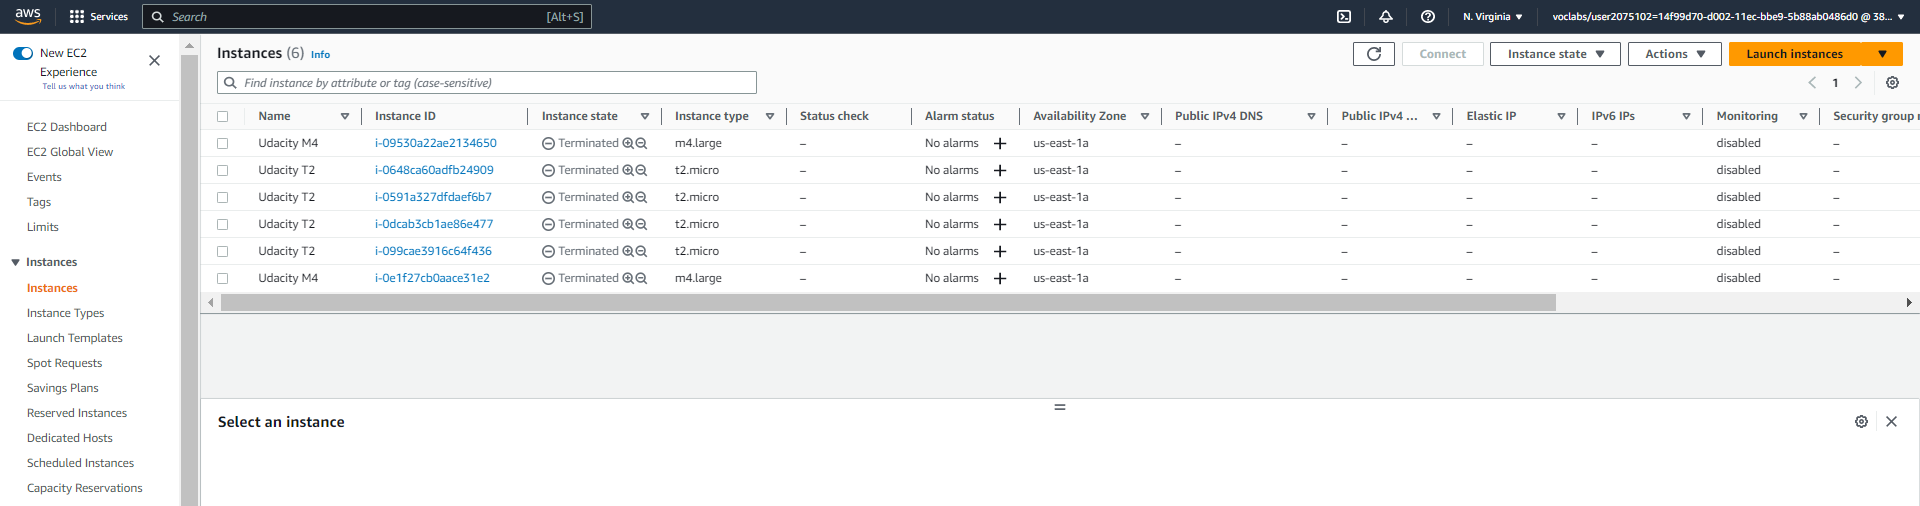 aws Services Search [Alt+S] N. Virginia voclabs/user2075102=14f99d70-d002-11ec-bbe9-5b88ab0486d0 @ 38...
New EC2
Experience
Tell us what you think
EC2 Dashboard
EC2 Global View
Events
Tags
Limits
Instances
Instances
Instance Types
Launch Templates
Spot Requests
Savings Plans
Reserved Instances
Dedicated Hosts
Scheduled Instances
Capacity Reservations
Instances (6) Info Connect Instance state Actions Launch instances
Find instance by attribute or tag (case-sensitive) 1
Name Instance ID Instance state Instance type Status check Alarm status Availability Zone Public IPv4 DNS Public IPv4 ... Elastic IP IPv6 IPs Monitoring Security group
Udacity M4 i-09530a22ae2134650 Terminated m4.large – No alarms + us-east-1a – – – – disabled –
Udacity T2 i-0648ca60adfb24909 Terminated t2.micro – No alarms + us-east-1a – – – – disabled –
Udacity T2 i-0591a327dfdaef6b7 Terminated t2.micro – No alarms + us-east-1a – – – – disabled –
Udacity T2 i-0dcab3cb1ae86e477 Terminated t2.micro – No alarms + us-east-1a – – – – disabled –
Udacity T2 i-099cae3916c64f436 Terminated t2.micro – No alarms + us-east-1a – – – – disabled –
Udacity M4 i-0e1f27cb0aace31e2 Terminated m4.large – No alarms + us-east-1a – – – – disabled –
Select an instance